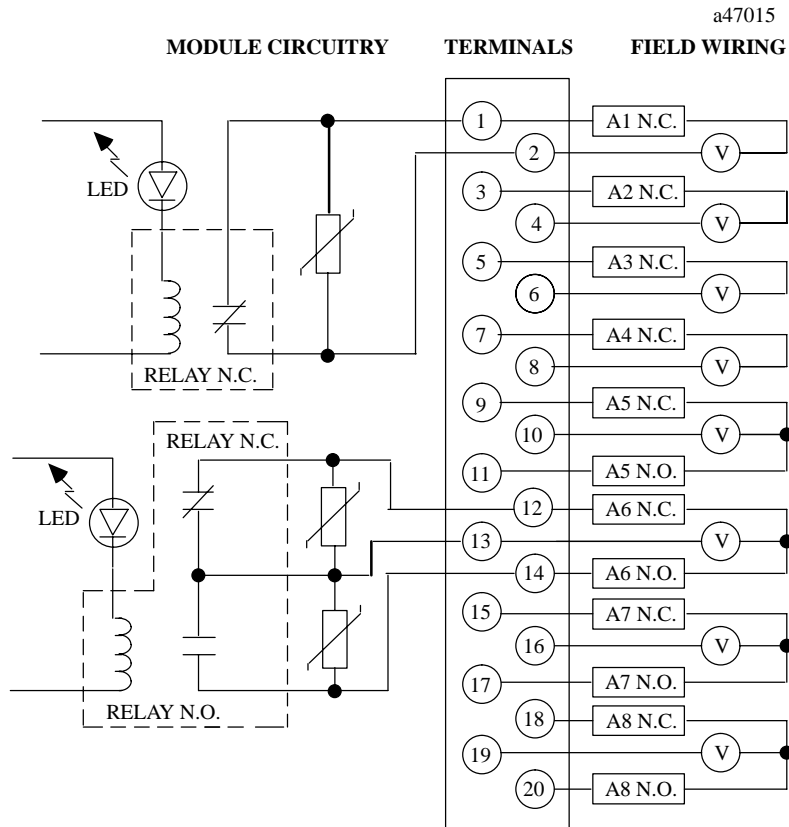 a47015
MODULE CIRCUITRY TERMINALS FIELD WIRING
1 A1 N.C.
2 V
LED
3 A2 N.C.
4 V
5 A3 N.C.
6 V
7 A4 N.C.
8 V
RELAY N.C.
9 A5 N.C.
10 V
RELAY N.C.
11 A5 N.O.
12 A6 N.C.
LED
13 V
14 A6 N.O.
15 A7 N.C.
16 V
17 A7 N.O.
RELAY N.O.
18 A8 N.C.
19 V
20 A8 N.O.